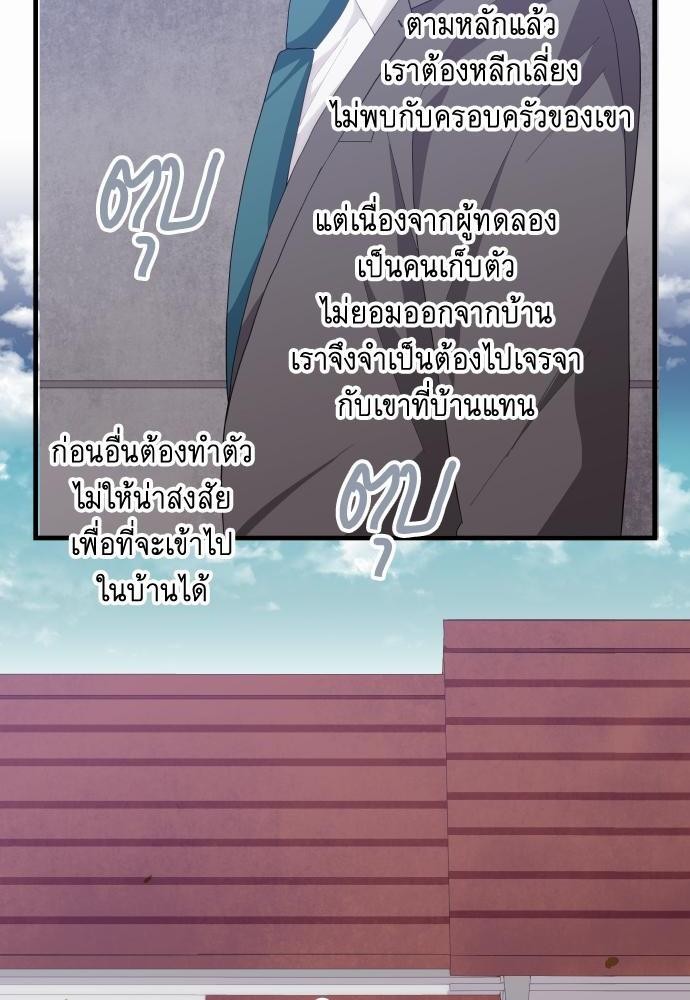 ตามหลักแล้ว
เราต้องหลีกเลี่ยง
ไม่พบกับครอบครัวของเขา
ตุบ
แต่เนื่องจากผู้ทดลอง
เป็นคนเก็บตัว
ไม่ยอมออกจากบ้าน
เราจึงจำเป็นต้องไปเจรจา
กับเขาที่บ้านแทน
ก่อนอื่นต้องทำตัว
ไม่ให้น่าสงสัย
เพื่อที่จะเข้าไป
ในบ้านได้
ตุบ